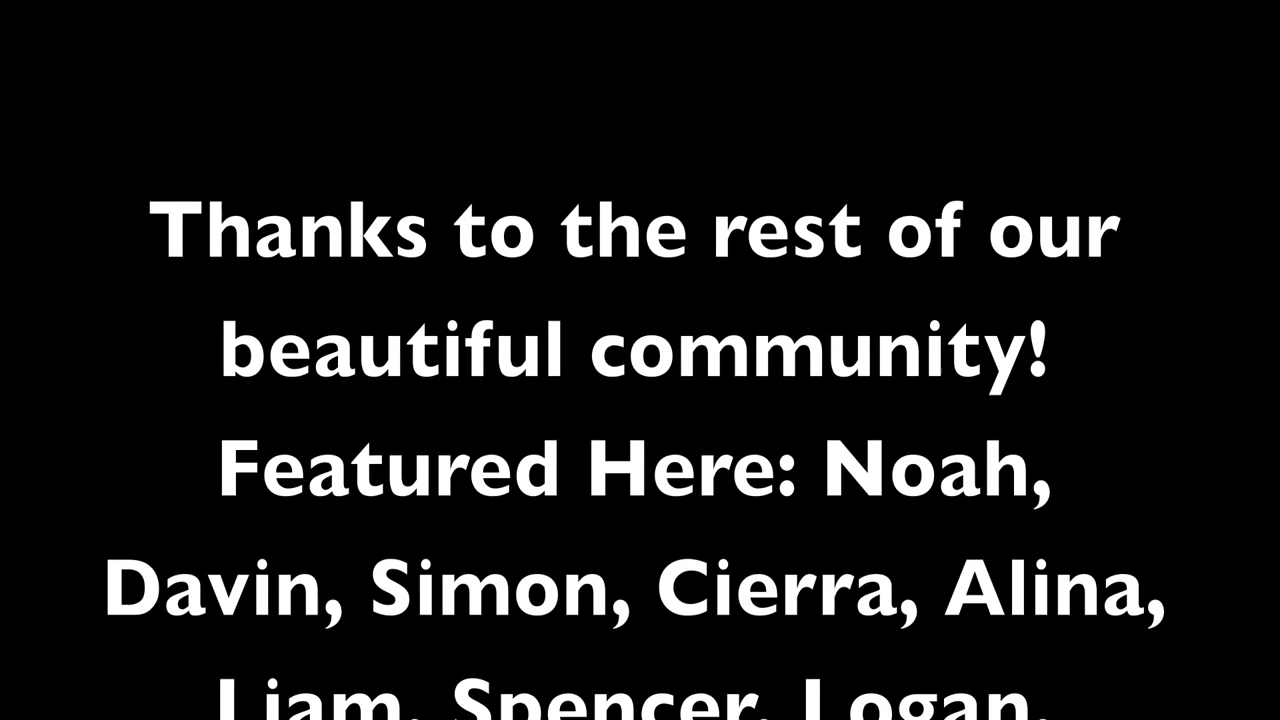 Thanks to the rest of our
beautiful community!
Featured Here: Noah,
Davin, Simon, Cierra, Alina,
Liam, Spencer, Logan,